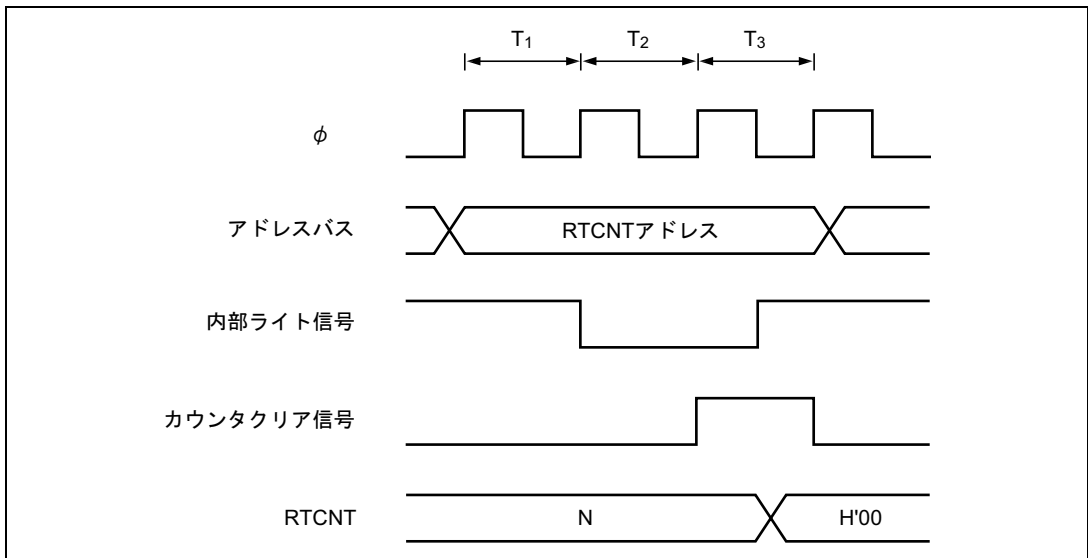 T1 T2 T3
φ
アドレスバス RTCNTアドレス
内部ライト信号
カウンタクリア信号
RTCNT N H'00